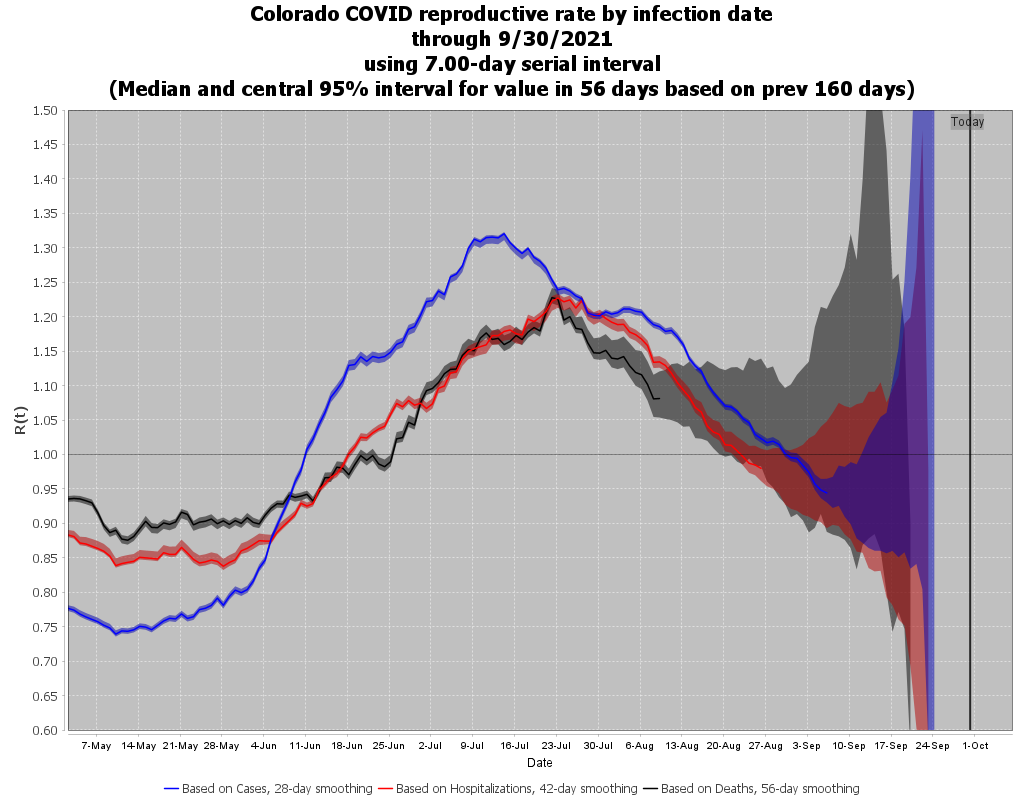 Colorado COVID reproductive rate by infection date
through 9/30/2021
using 7.00-day serial interval
(Median and central 95% interval for value in 56 days based on prev 160 days)
Today
1.50
1.45
1.40
1.35
1.30
1.25
1.20
1.15
1.10
1.05
1.00
0.95
0.90
0.85
0.80
0.75
0.70
0.65
0.60
R(t)
7-May 14-May 21-May 28-May 4-Jun 11-Jun 18-Jun 25-Jun 2-Jul 9-Jul 16-Jul 23-Jul 30-Jul 6-Aug 13-Aug 20-Aug 27-Aug 3-Sep 10-Sep 17-Sep 24-Sep 1-Oct
Date
Based on Cases, 28-day smoothing Based on Hospitalizations, 42-day smoothing Based on Deaths, 56-day smoothing